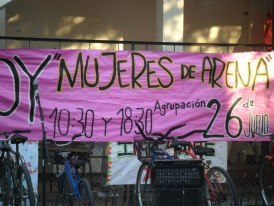 OY "MUJERES DE ARENA"
10:30 Y 18:30 Agrupación 26 de Junio